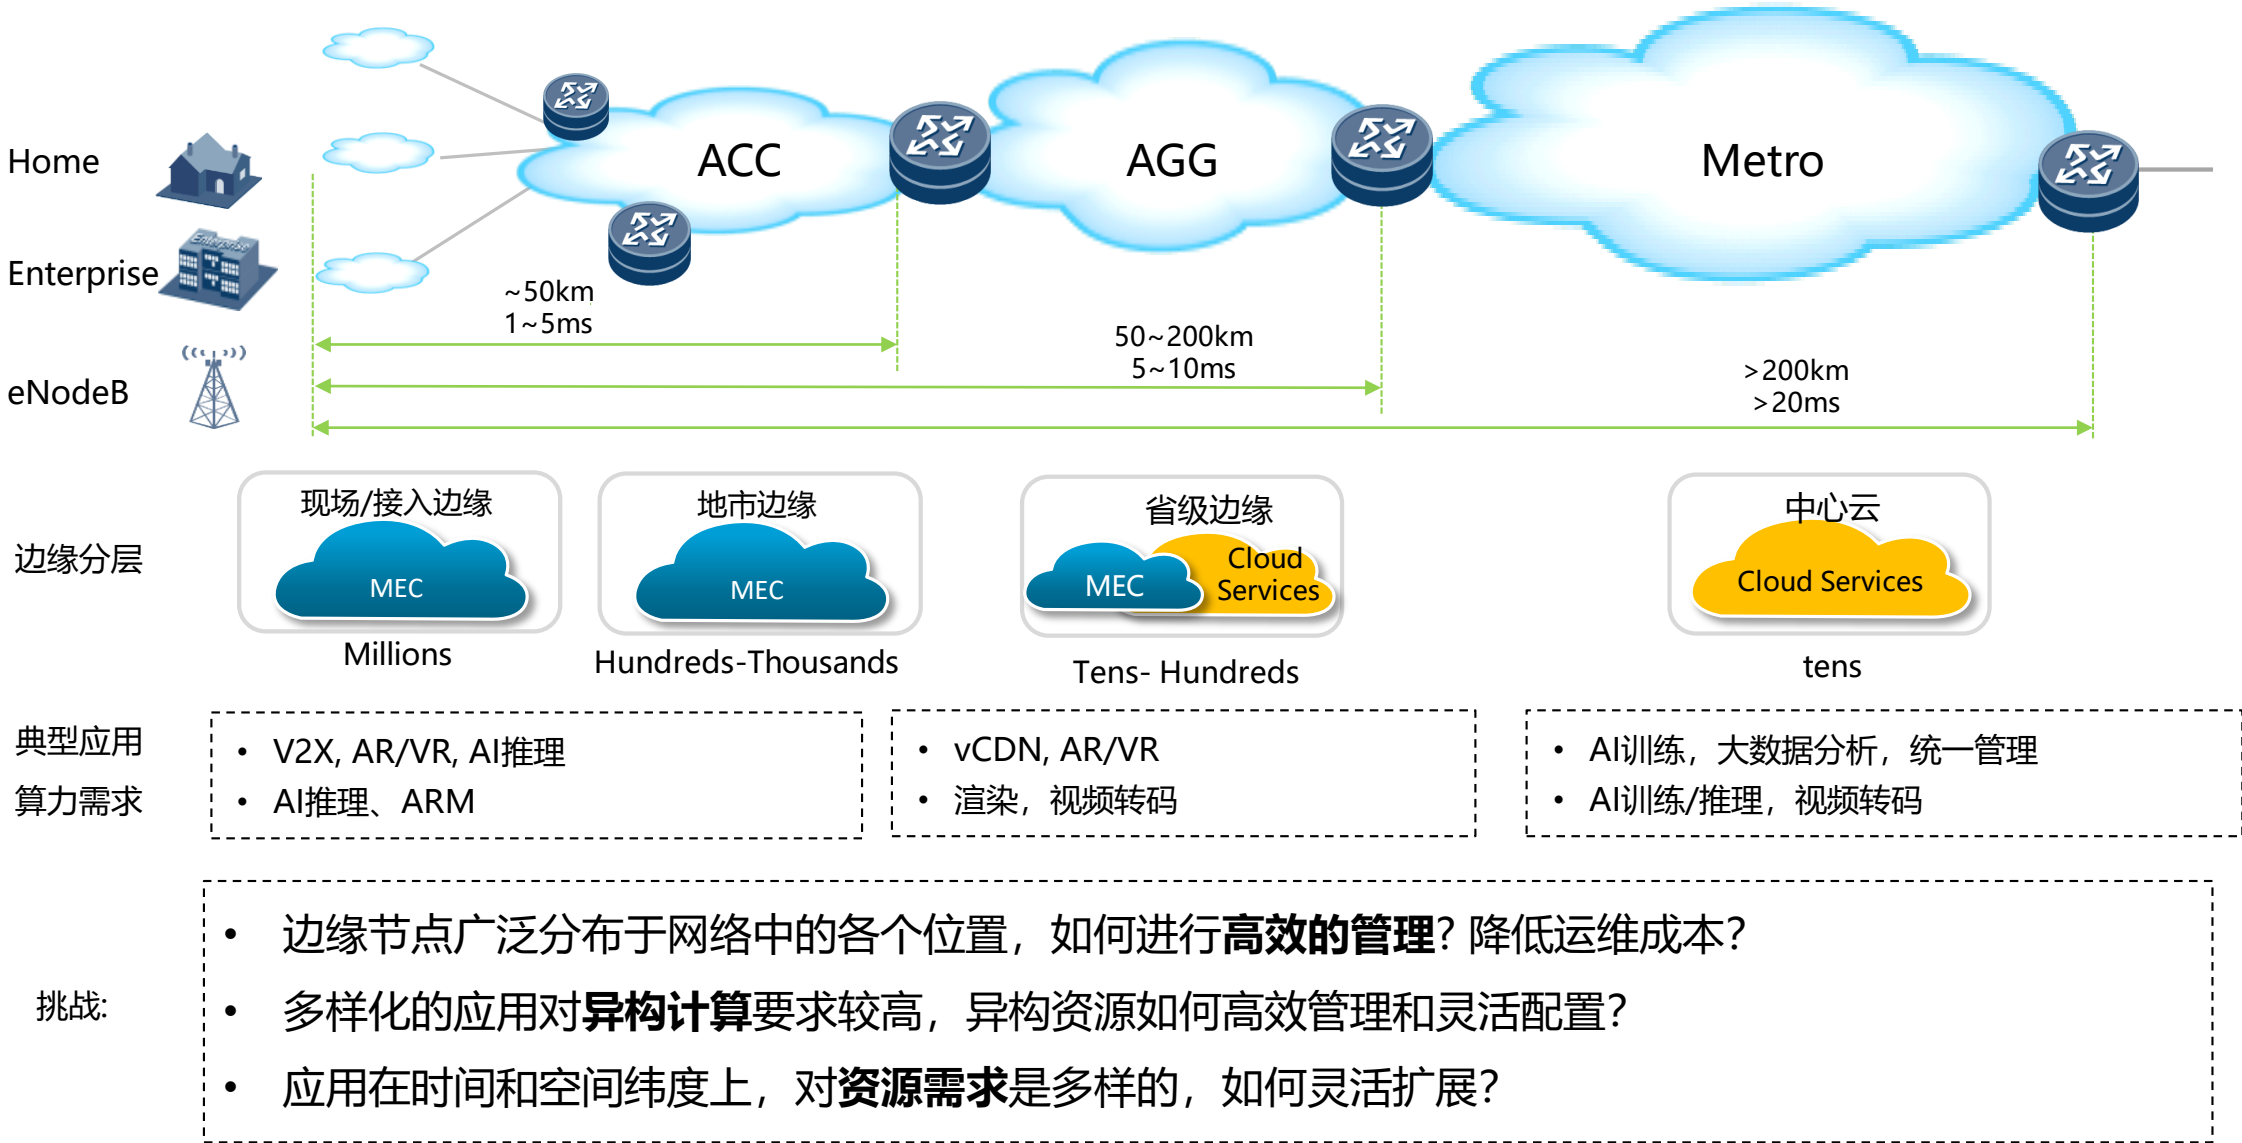 Home
Enterprise
Enterprise
eNodeB
ACC
AGG
Metro
~50km
1~5ms
50~200km
5~10ms
>200km
>20ms
边缘分层
现场/接入边缘
MEC
Millions
地市边缘
MEC
Hundreds-Thousands
省级边缘
MEC
Cloud
Services
Tens- Hundreds
中心云
Cloud Services
tens
典型应用
算力需求
• V2X, AR/VR, AI推理
• AI推理、ARM
• vCDN, AR/VR
• 渲染，视频转码
• AI训练，大数据分析，统一管理
• AI训练/推理，视频转码
挑战:
• 边缘节点广泛分布于网络中的各个位置，如何进行高效的管理? 降低运维成本?
• 多样化的应用对异构计算要求较高，异构资源如何高效管理和灵活配置?
• 应用在时间和空间纬度上，对资源需求是多样的，如何灵活扩展?